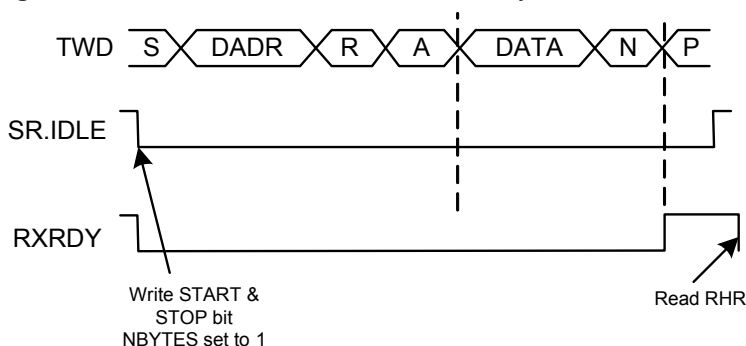 TWD S DADR R A DATA N P
SR.IDLE
RXRDY
Write START &
STOP bit
NBYTES set to 1
Read RHR